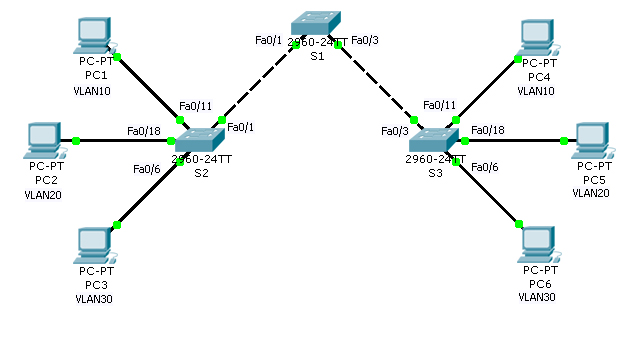 PC-PT
PC1
VLAN10
Fa0/11
Fa0/18
PC-PT
PC2
VLAN20
Fa0/1
2960-24TT
S2
Fa0/6
PC-PT
PC3
VLAN30
Fa0/1
Fa0/3
2960-24TT
S1
PC-PT
PC4
VLAN10
Fa0/11
Fa0/3
Fa0/18
2960-24TT
S3
Fa0/6
PC-PT
PC5
VLAN20
PC-PT
PC6
VLAN30